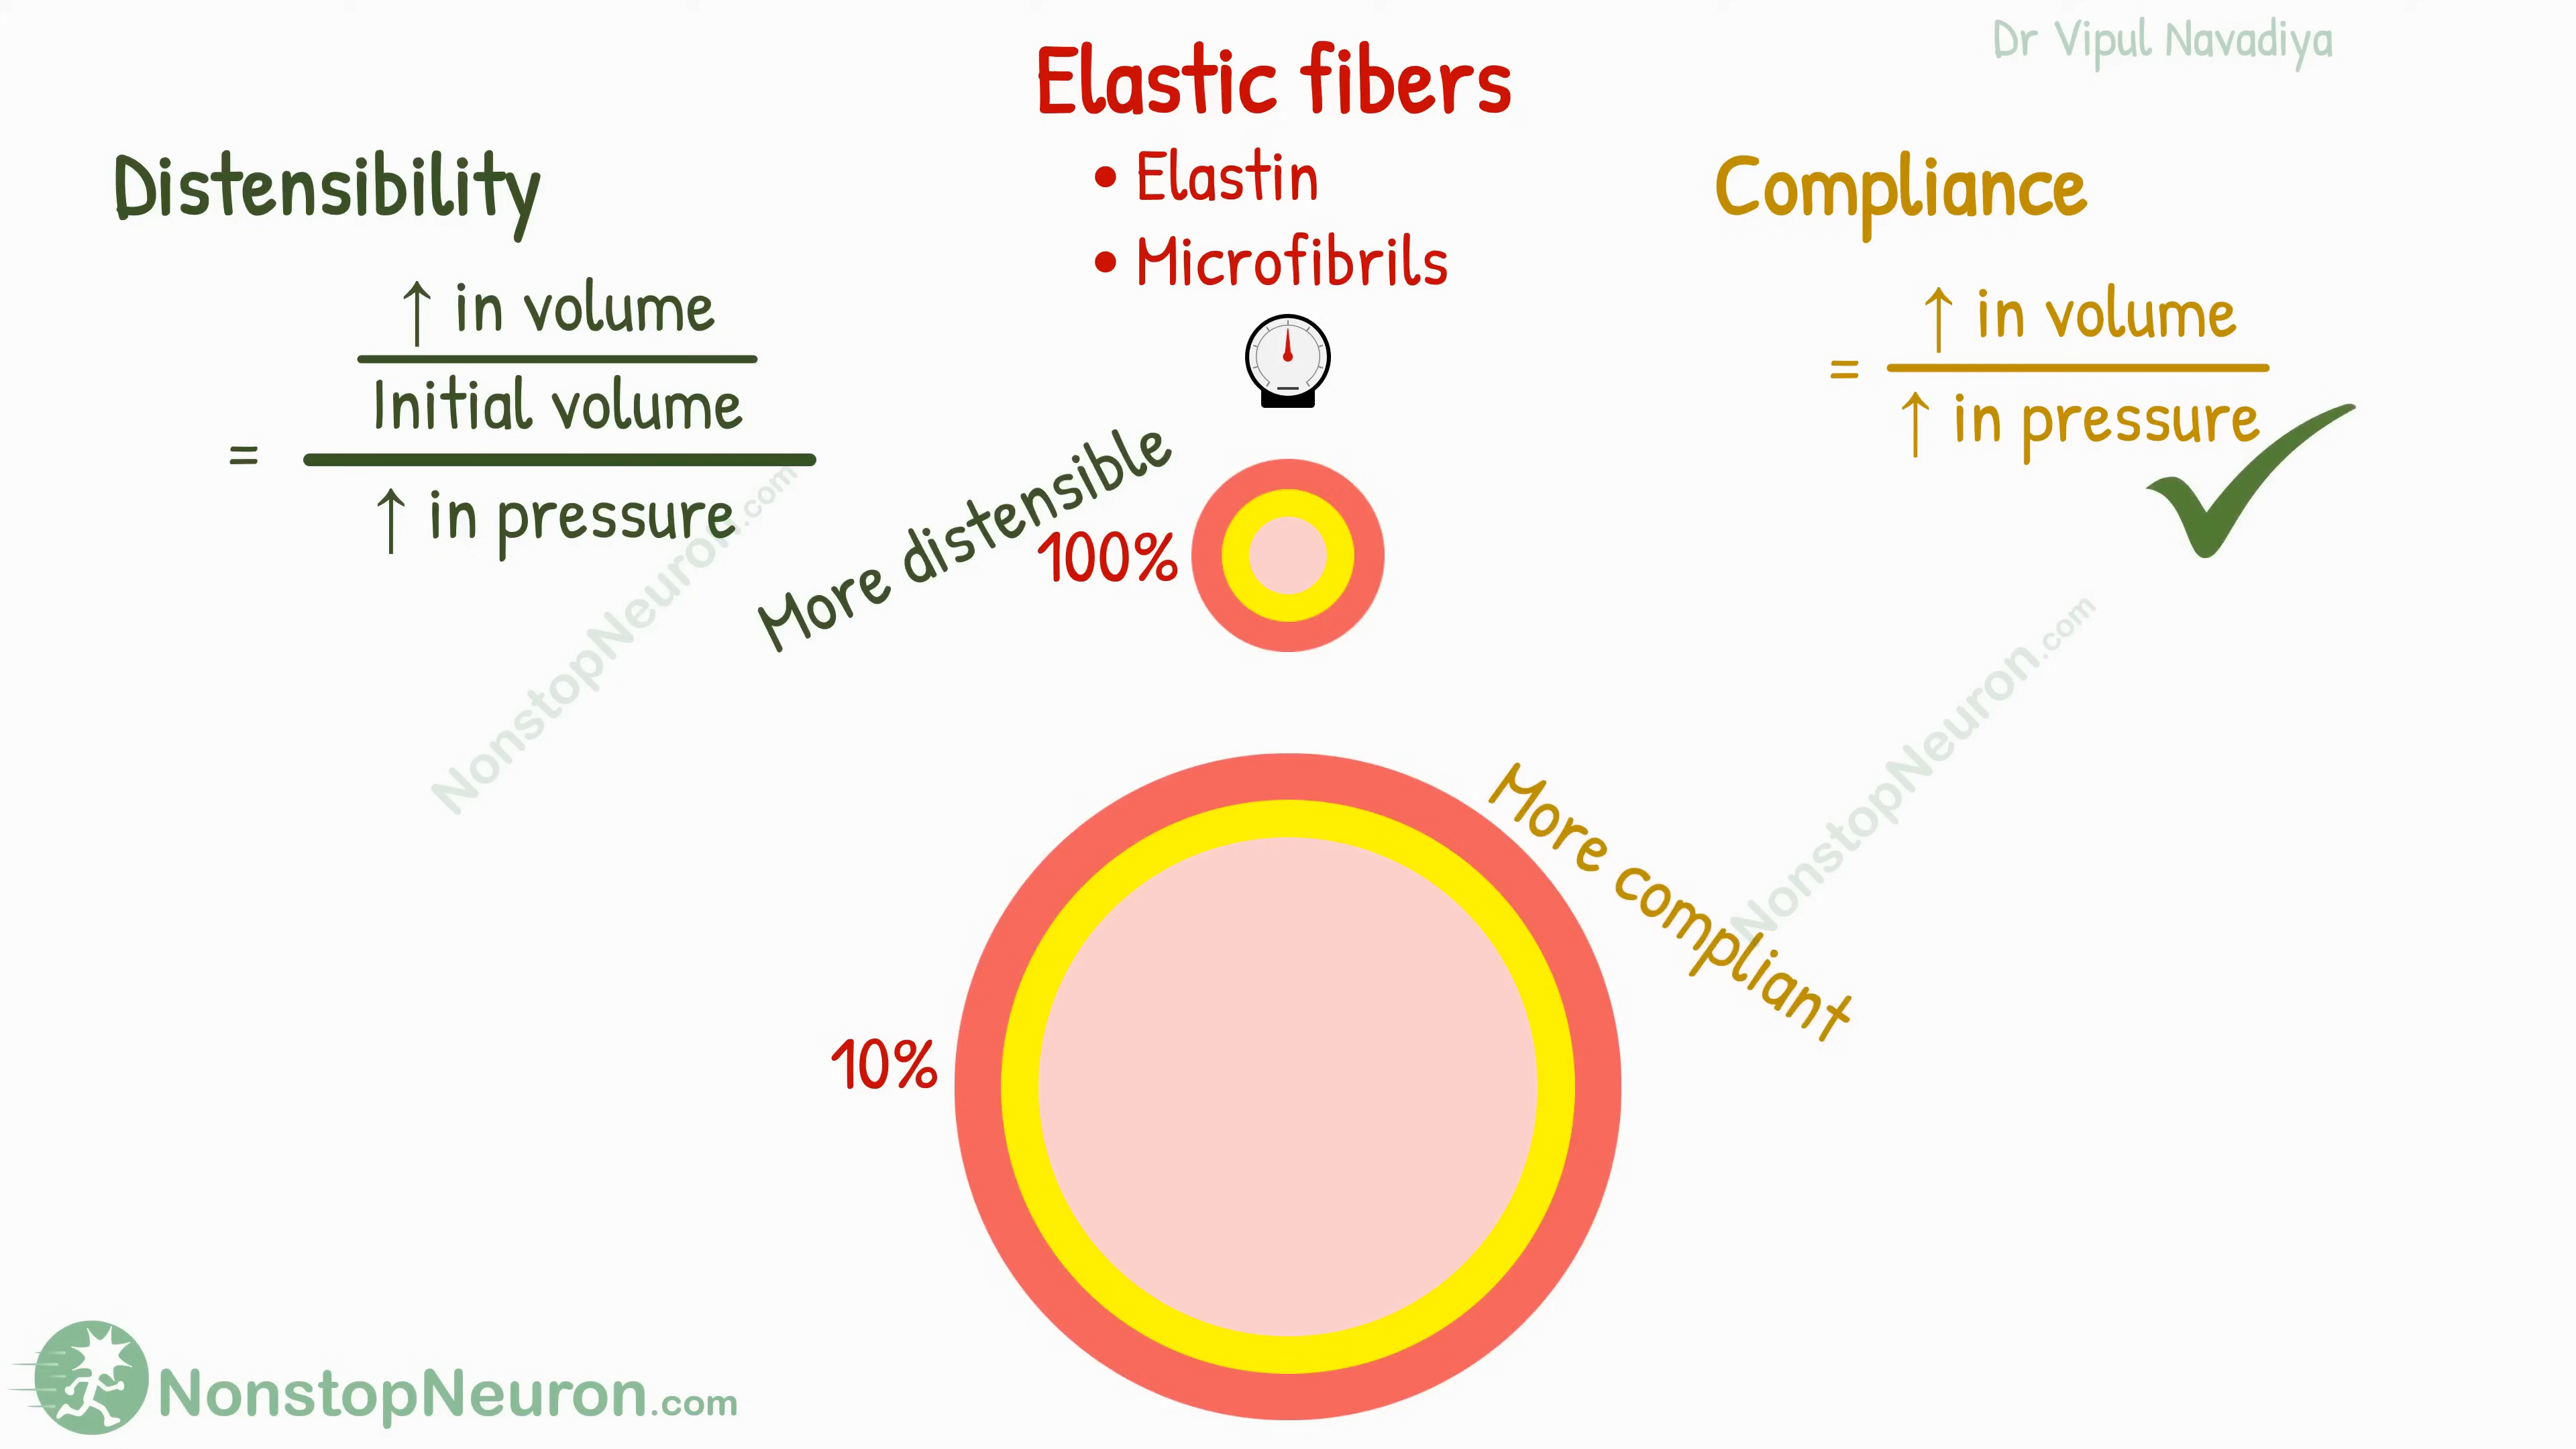 Dr Vipul Navadiya
Elastic fibers
• Elastin
• Microfibrils
Distensibility
= 
↑ in volume
Initial volume
↑ in pressure
Compliance
=
↑ in volume
↑ in pressure
More distensible
100%
More compliant
10%
NonstopNeuron.com
NonstopNeuron.com
NonstopNeuron.com